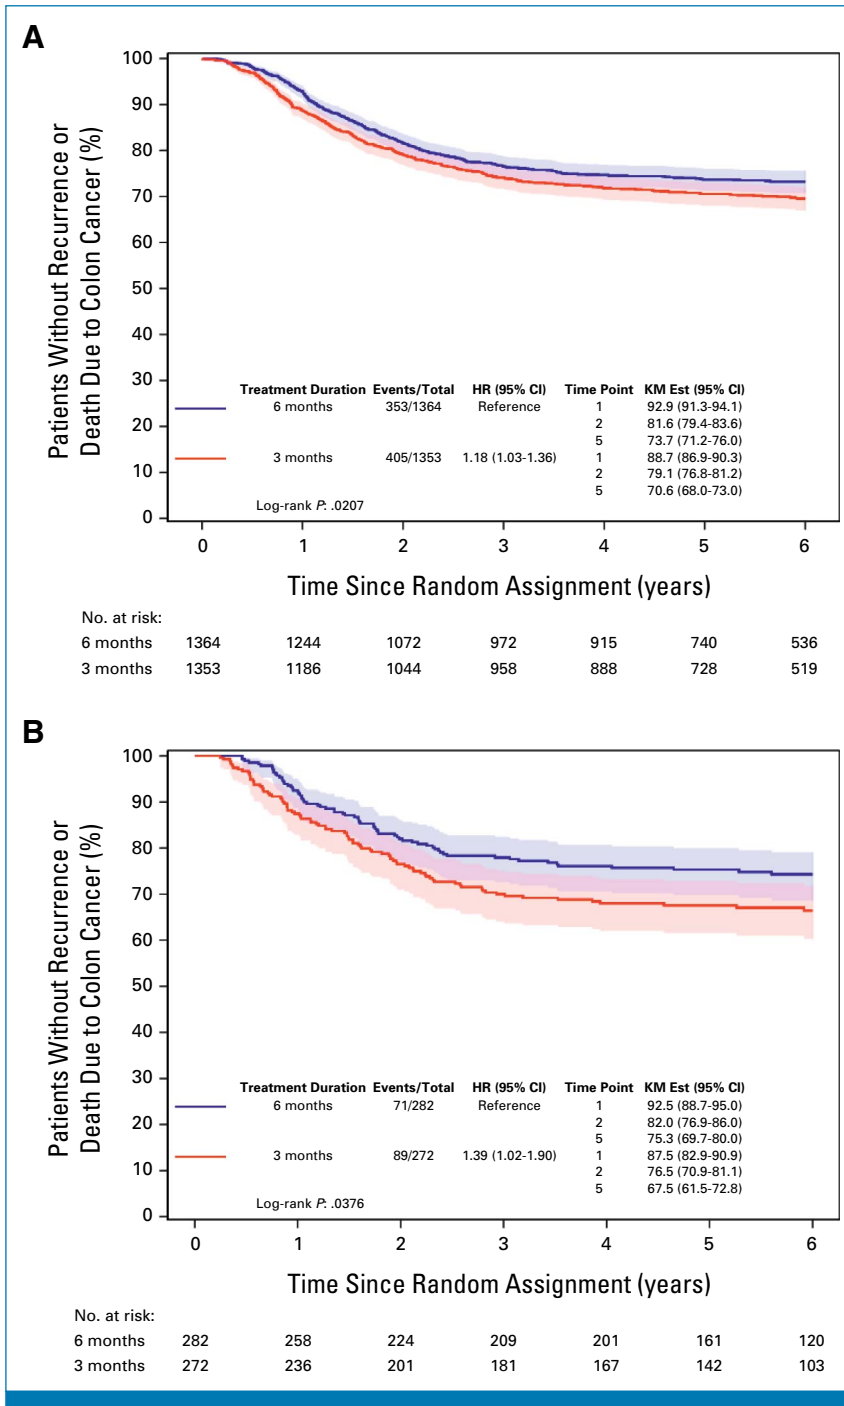 A
Patients Without Recurrence or
Death Due to Colon Cancer (%)
100
90
80
70
60
50
40
30
20
10
0
Treatment Duration Events/Total HR (95% CI) Time Point KM Est (95% CI)
6 months 353/1364 Reference 1 92.9 (91.3-94.1)
2 81.6 (79.4-83.6)
5 73.7 (71.2-76.0)
3 months 405/1353 1.18 (1.03-1.36) 1 88.7 (86.9-90.3)
2 79.1 (76.8-81.2)
5 70.6 (68.0-73.0)
Log-rank P: .0207
0 1 2 3 4 5 6
Time Since Random Assignment (years)
No. at risk:
6 months 1364 1244 1072 972 915 740 536
3 months 1353 1186 1044 958 888 728 519
B
Patients Without Recurrence or
Death Due to Colon Cancer (%)
100
90
80
70
60
50
40
30
20
10
0
Treatment Duration Events/Total HR (95% CI) Time Point KM Est (95% CI)
6 months 71/282 Reference 1 92.5 (88.7-95.0)
2 82.0 (76.9-86.0)
5 75.3 (69.7-80.0)
3 months 89/272 1.39 (1.02-1.90) 1 87.5 (82.9-90.9)
2 76.5 (70.9-81.1)
5 67.5 (61.5-72.8)
Log-rank P: .0376
0 1 2 3 4 5 6
Time Since Random Assignment (years)
No. at risk:
6 months 282 258 224 209 201 161 120
3 months 272 236 201 181 167 142 103